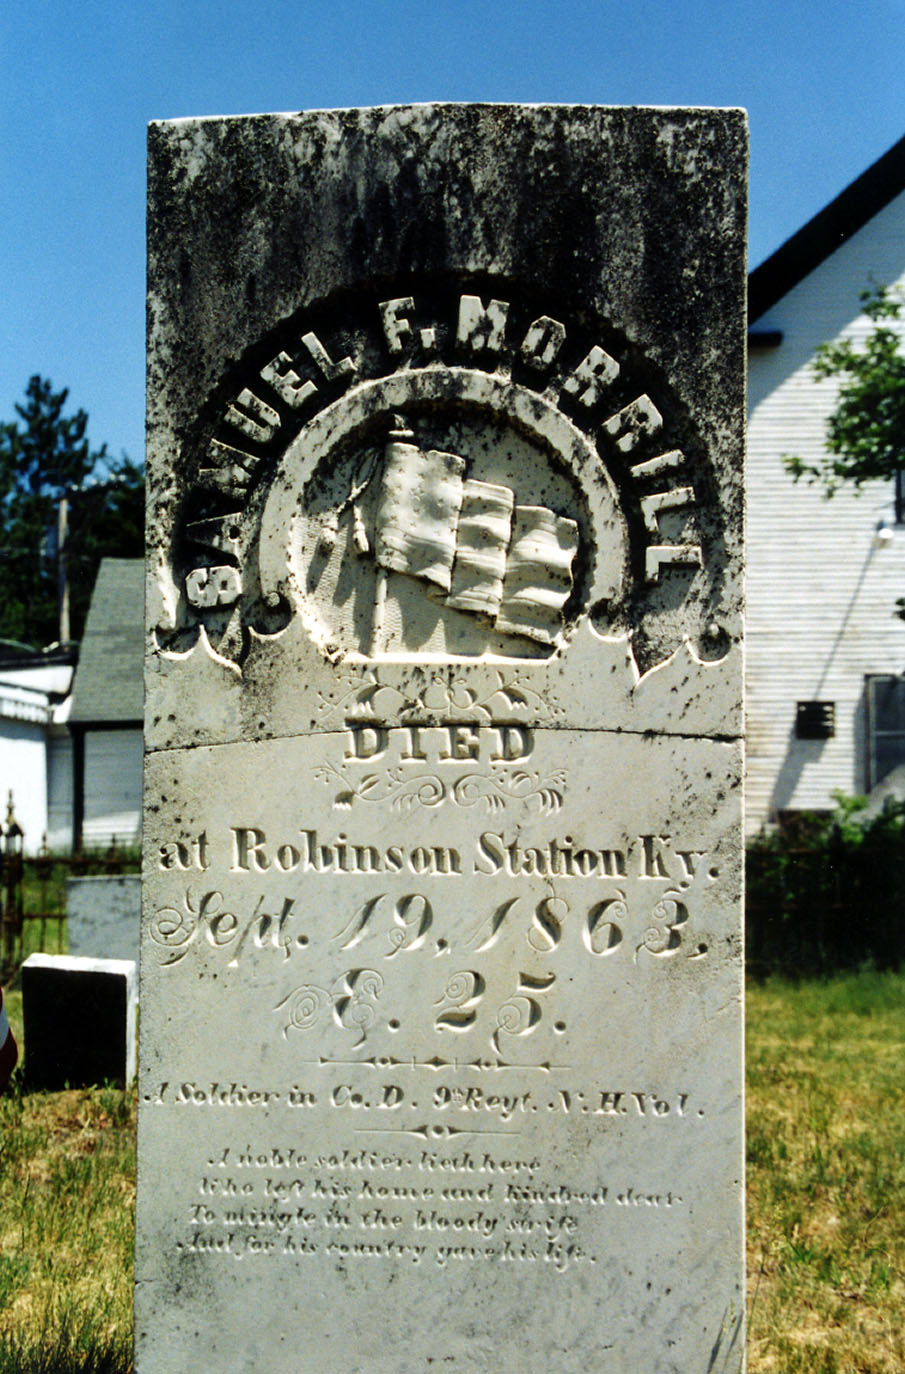 SAMUEL F. MORRILL
DIED
at Robinson Station Ky.
Sept. 19, 1863.
Æ. 25.
A Soldier in Co. D. 9th Regt. N. H. Vol.
A noble soldier lieth here
Who left his home and kindred dear
To mingle in the bloody strife
And for his country gave his life.